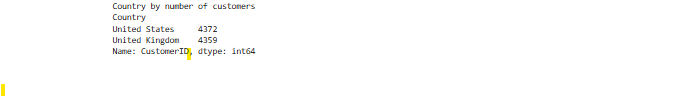 Country by number of customers
Country
United States     4372
United Kingdom    4359
Name: CustomerID, dtype: int64